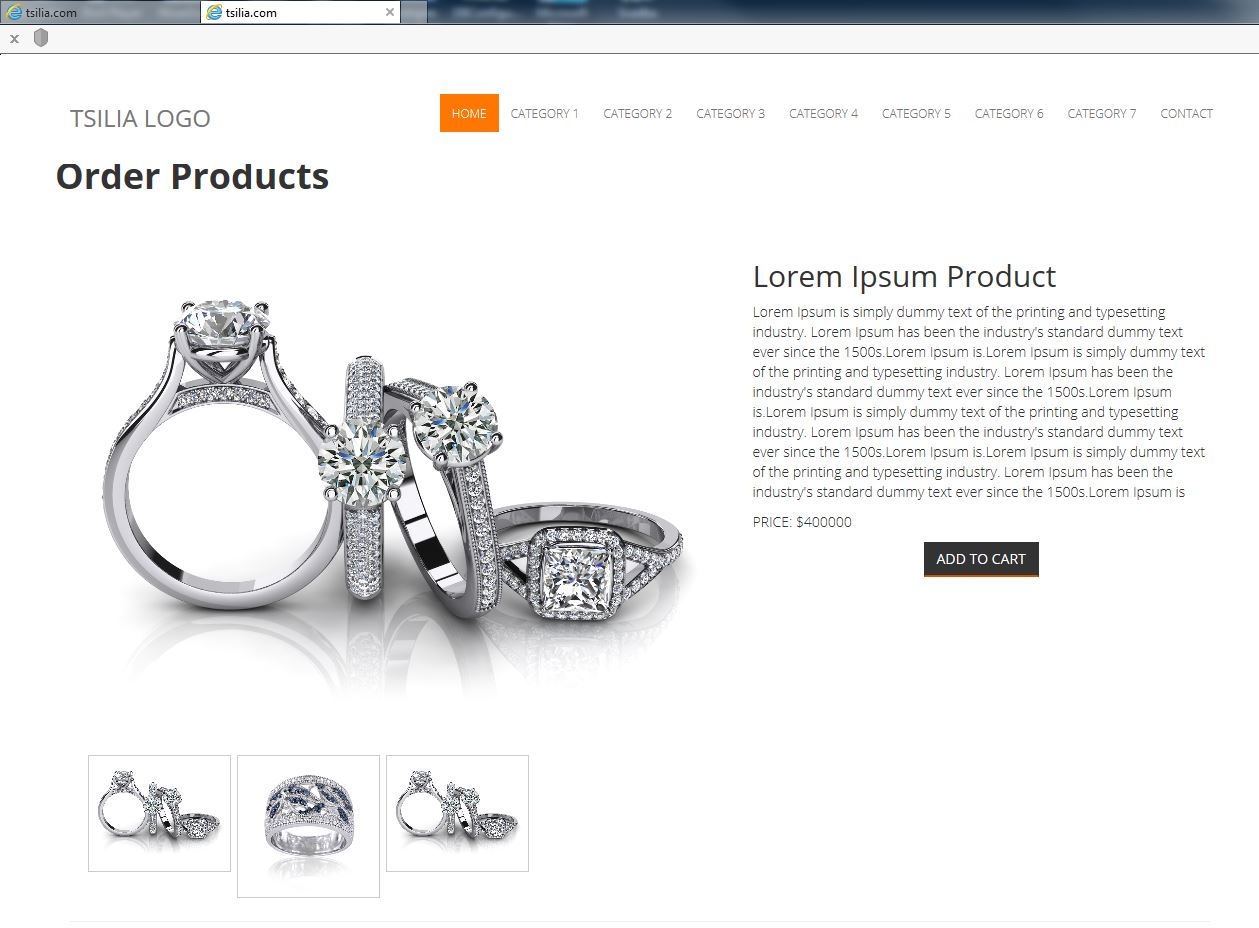 tsilia.com
tsilia.com
x
TSILIA LOGO
HOME CATEGORY 1 CATEGORY 2 CATEGORY 3 CATEGORY 4 CATEGORY 5 CATEGORY 6 CATEGORY 7 CONTACT
Order Products
Lorem Ipsum Product
Lorem Ipsum is simply dummy text of the printing and typesetting
industry. Lorem Ipsum has been the industry's standard dummy text
ever since the 1500s.Lorem Ipsum is.Lorem Ipsum is simply dummy text
of the printing and typesetting industry. Lorem Ipsum has been the
industry's standard dummy text ever since the 1500s.Lorem Ipsum
is.Lorem Ipsum is simply dummy text of the printing and typesetting
industry. Lorem Ipsum has been the industry's standard dummy text
ever since the 1500s.Lorem Ipsum is.Lorem Ipsum is simply dummy text
of the printing and typesetting industry. Lorem Ipsum has been the
industry's standard dummy text ever since the 1500s.Lorem Ipsum is
PRICE: $400000
ADD TO CART